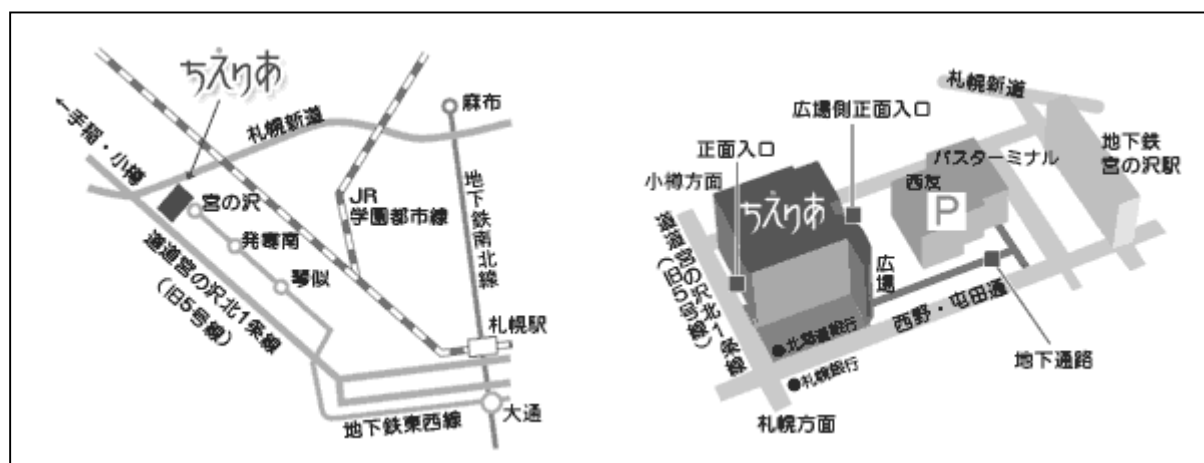 ちえりあ
←手稲・小樽
札幌新道
麻布
宮の沢
発寒南
琴似
JR
学園都市線
地下鉄南北線
道道宮の沢北1条線
（旧5号線）
札幌駅
大通
地下鉄東西線
札幌新道
広場側正面入口
正面入口
小樽方面
バスターミナル
地下鉄
宮の沢駅
西友
P
ちえりあ
広場
宮の沢北1条線
（旧5号線）
西野・屯田通
●北海道銀行
●札幌銀行
地下通路
札幌方面